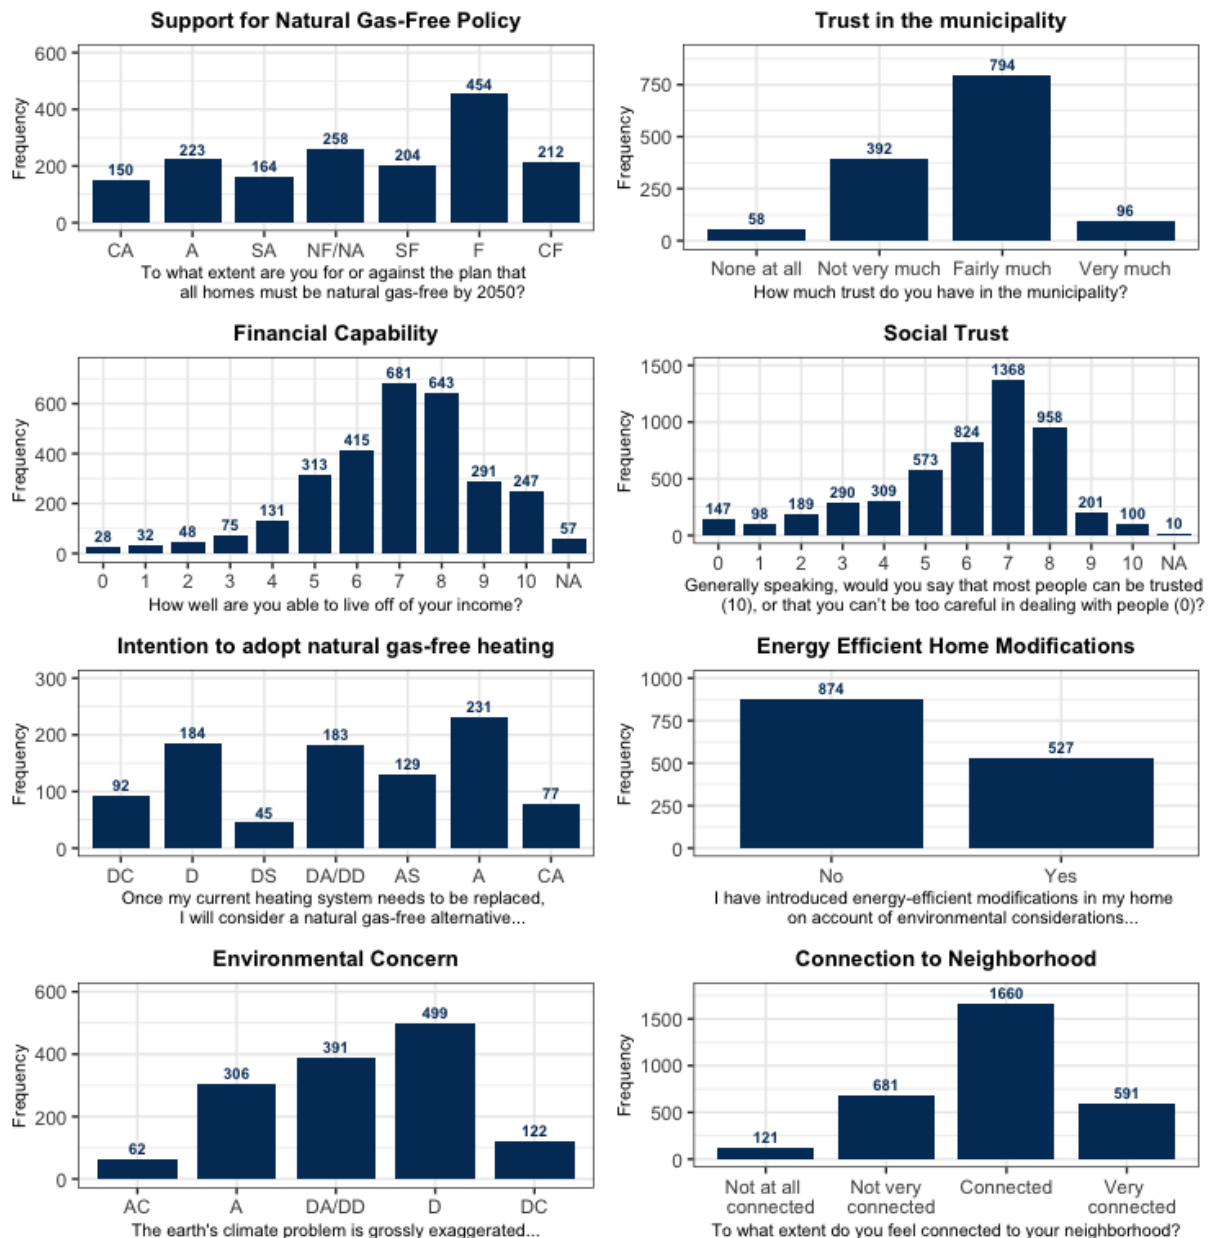 Support for Natural Gas-Free Policy
Frequency
600
400
200
0
150
223
164
258
204
454
212
CA A SA NF/NA SF F CF
To what extent are you for or against the plan that
all homes must be natural gas-free by 2050?
Trust in the municipality
Frequency
750
500
250
0
58
392
794
96
None at all Not very much Fairly much Very much
How much trust do you have in the municipality?
Financial Capability
Frequency
600
400
200
0
28
32
48
75
131
313
415
681
643
291
247
57
0 1 2 3 4 5 6 7 8 9 10 NA
How well are you able to live off of your income?
Social Trust
Frequency
1500
1000
500
0
147
98
189
290
309
573
824
1368
958
201
100
10
0 1 2 3 4 5 6 7 8 9 10 NA
Generally speaking, would you say that most people can be trusted
(10), or that you can't be too careful in dealing with people (0)?
Intention to adopt natural gas-free heating
Frequency
300
200
100
0
92
184
45
183
129
231
77
DC D DS DA/DD AS A CA
Once my current heating system needs to be replaced,
I will consider a natural gas-free alternative...
Energy Efficient Home Modifications
Frequency
1000
750
500
250
0
874
527
No Yes
I have introduced energy-efficient modifications in my home
on account of environmental considerations...
Environmental Concern
Frequency
600
400
200
0
62
306
391
499
122
AC A DA/DD D DC
The earth's climate problem is grossly exaggerated...
Connection to Neighborhood
Frequency
1500
1000
500
0
121
681
1660
591
Not at all Not very Connected Very
connected connected connected
To what extent do you feel connected to your neighborhood?